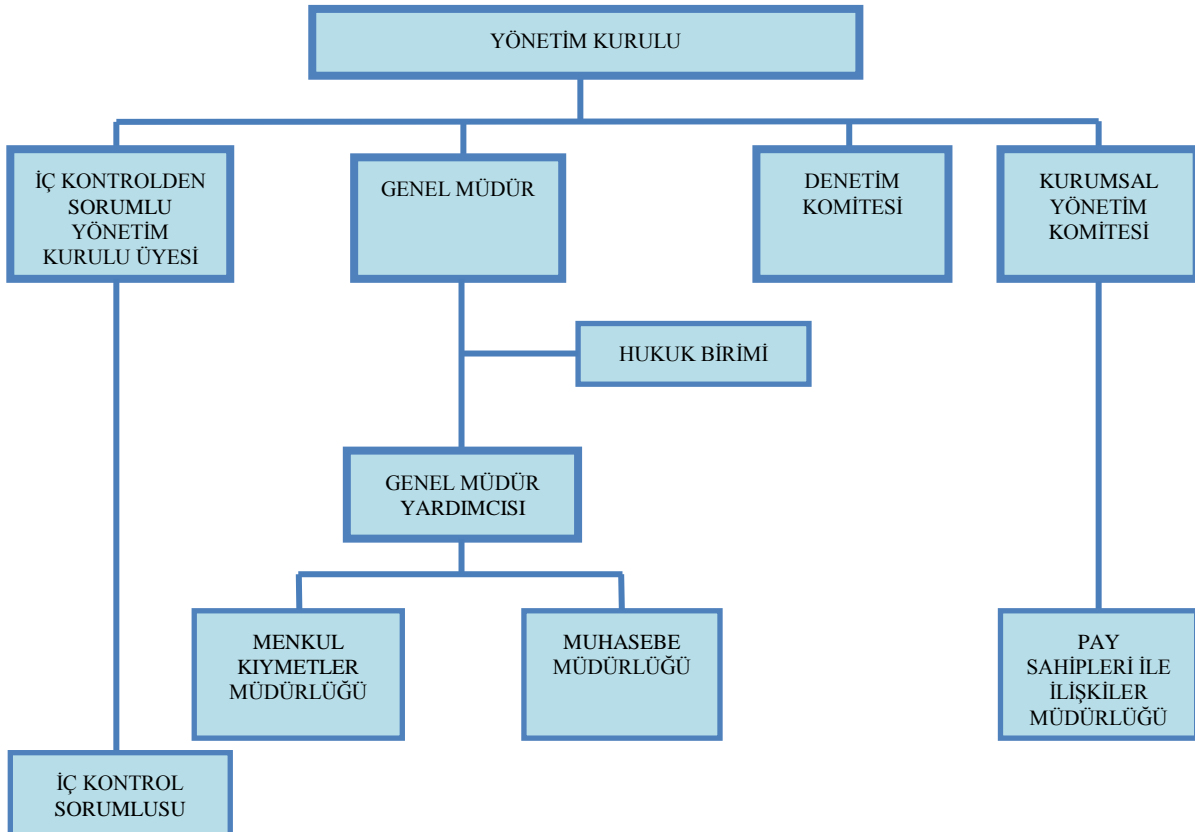 YÖNETİM KURULU
İÇ KONTROLDEN
SORUMLU
YÖNETİM
KURULU ÜYESİ
GENEL MÜDÜR
DENETİM
KOMİTESİ
KURUMSAL
YÖNETİM
KOMİTESİ
HUKUK BİRİMİ
GENEL MÜDÜR
YARDIMCISI
MENKUL
KIYMETLER
MÜDÜRLÜĞÜ
MUHASEBE
MÜDÜRLÜĞÜ
PAY
SAHİPLERİ İLE
İLİŞKİLER
MÜDÜRLÜĞÜ
İÇ KONTROL
SORUMLUSU